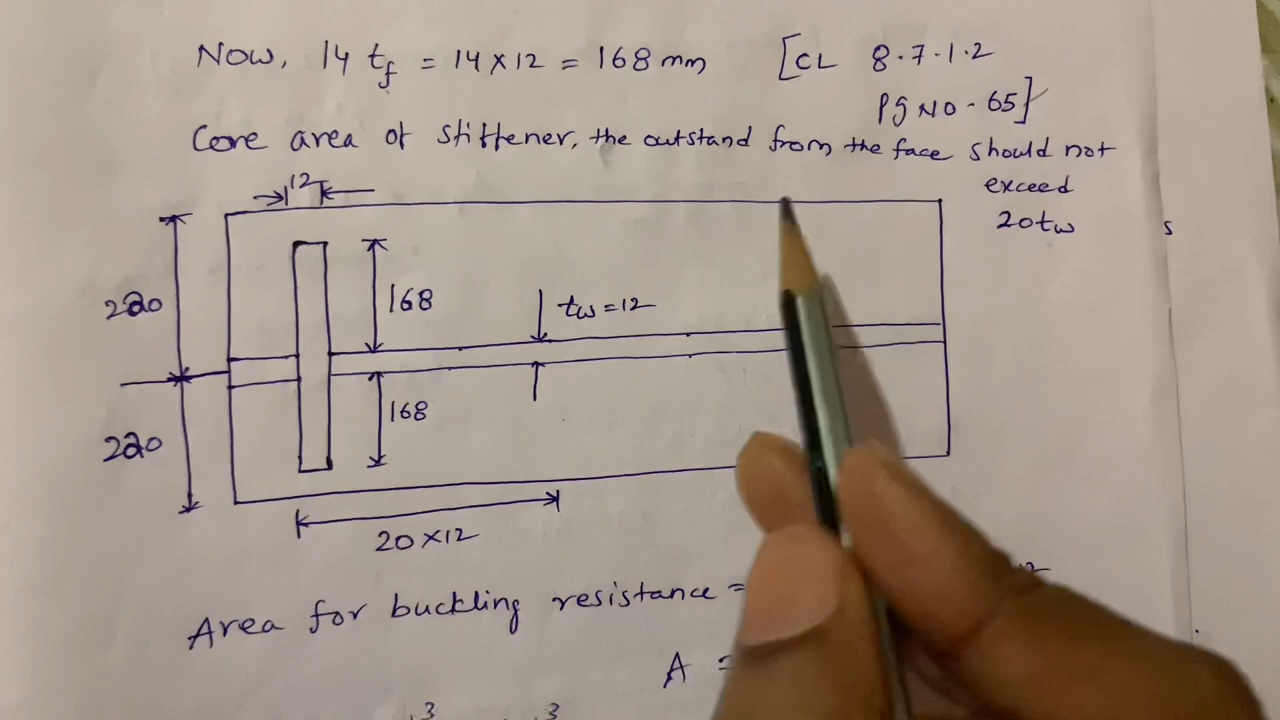 Now, 14 tf = 14×12 = 168 mm [CL 8.7.1.2
Pg NO - 65]
Core area of stiffener, the outstand from the face should not
exceed
20tw s
12
220
168
tw=12
168
220
20×12
Area for buckling resistance =
A =
3 3